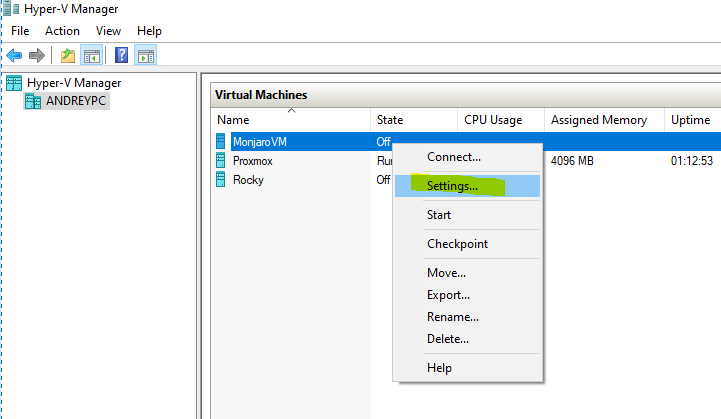 Hyper-V Manager
File Action View Help
Hyper-V Manager
ANDREYPC
Virtual Machines
Name State CPU Usage Assigned Memory Uptime
MonjaroVM Off
Proxmox Ru 4096 MB 01:12:53
Rocky Off
Connect...
Settings...
Start
Checkpoint
Move...
Export...
Rename...
Delete...
Help